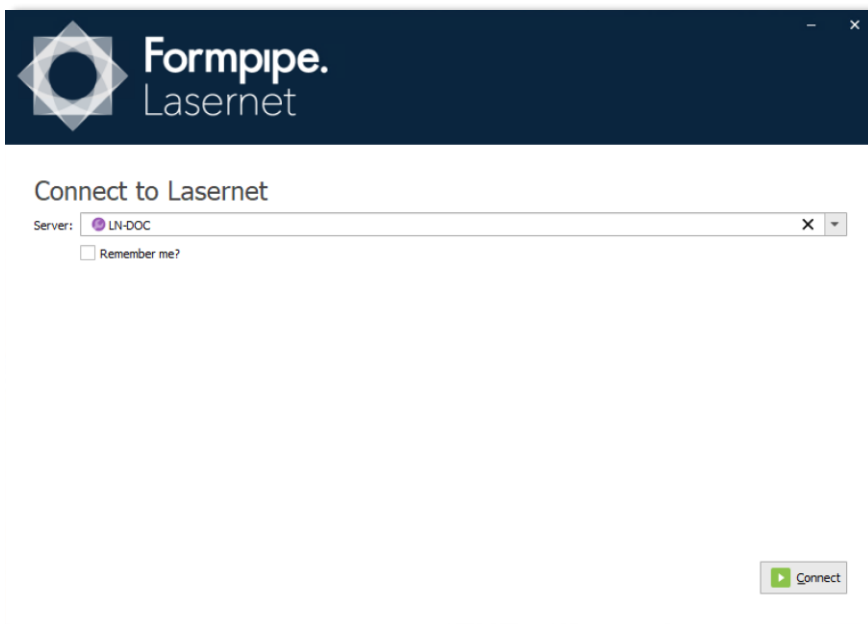 Formpipe.
Lasernet
Connect to Lasernet
Server: LN-DOC
Remember me?
Connect